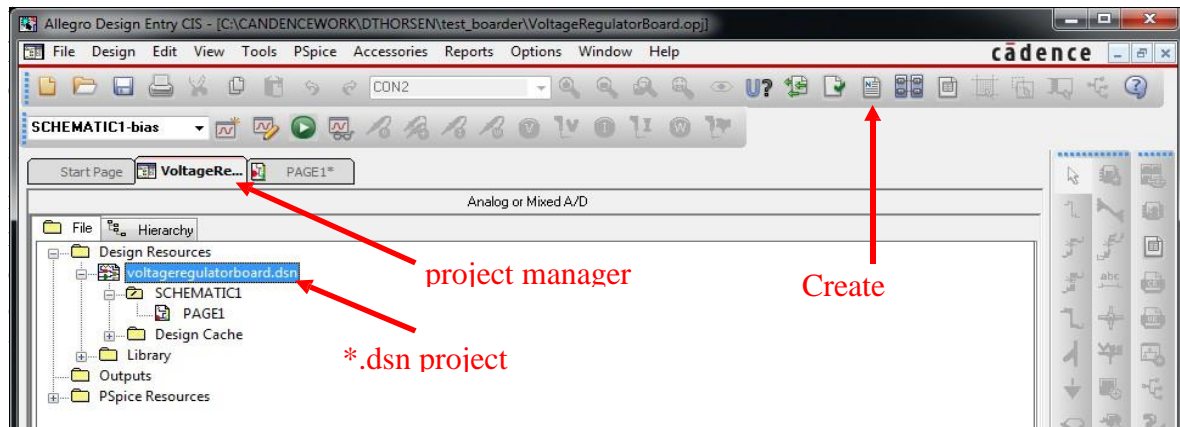 Allegro Design Entry CIS - [C:\CANDENCEWORK\DTHORSEN\test_boarder\VoltageRegulatorBoard.opj]
File Design Edit View Tools PSpice Accessories Reports Options Window Help
cādence
CON2
U?
SCHEMATIC1-bias
Start Page
VoltageRe...
PAGE1*
Analog or Mixed A/D
File
Hierarchy
Design Resources
voltageregulatorboard.dsn
SCHEMATIC1
PAGE1
Design Cache
Library
Outputs
PSpice Resources
project manager
Create
*.dsn project
abc